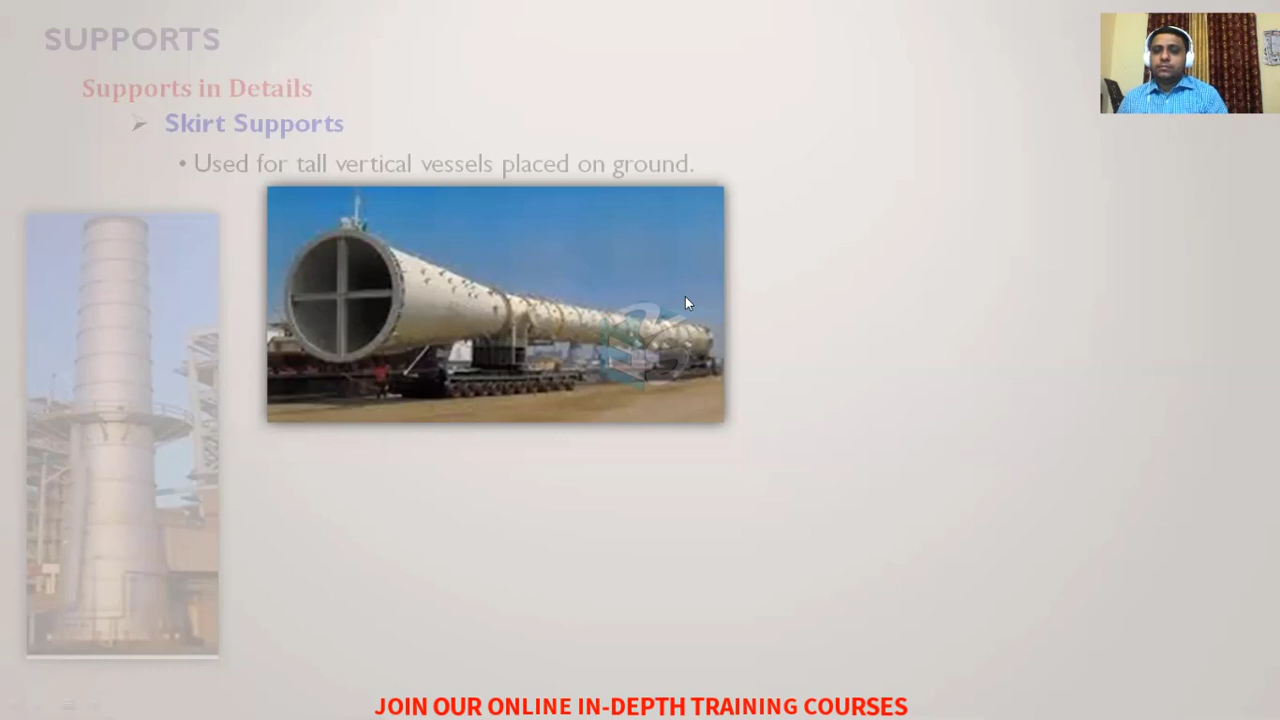 SUPPORTS
Supports in Details
➢ Skirt Supports
• Used for tall vertical vessels placed on ground.
JOIN OUR ONLINE IN-DEPTH TRAINING COURSES